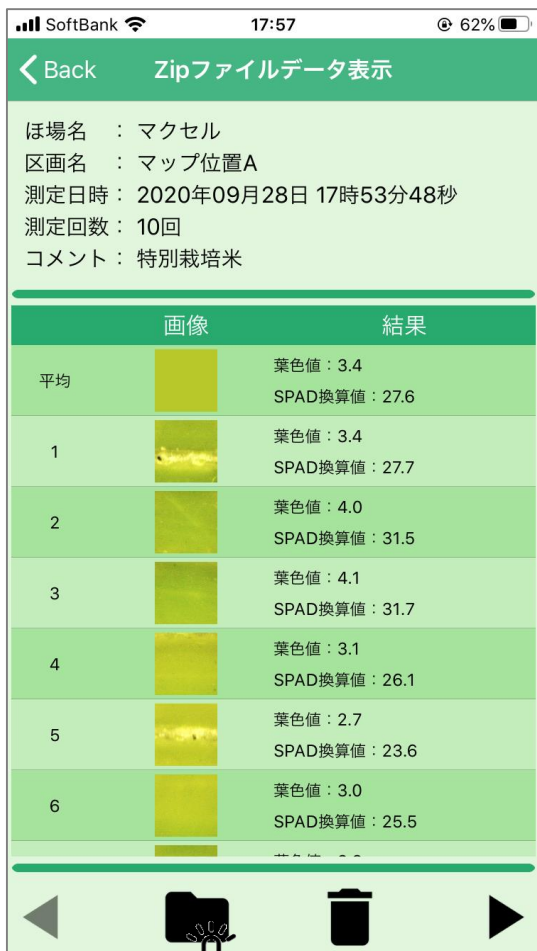 SoftBank 17:57 62%
Back Zipファイルデータ表示
ほ場名 : マクセル
区画名 : マップ位置A
測定日時 : 2020年09月28日 17時53分48秒
測定回数 : 10回
コメント : 特別栽培米
画像 結果
平均
葉色値：3.4
SPAD換算値：27.6
1
葉色値：3.4
SPAD換算値：27.7
2
葉色値：4.0
SPAD換算値：31.5
3
葉色値：4.1
SPAD換算値：31.7
4
葉色値：3.1
SPAD換算値：26.1
5
葉色値：2.7
SPAD換算値：23.6
6
葉色値：3.0
SPAD換算値：25.5